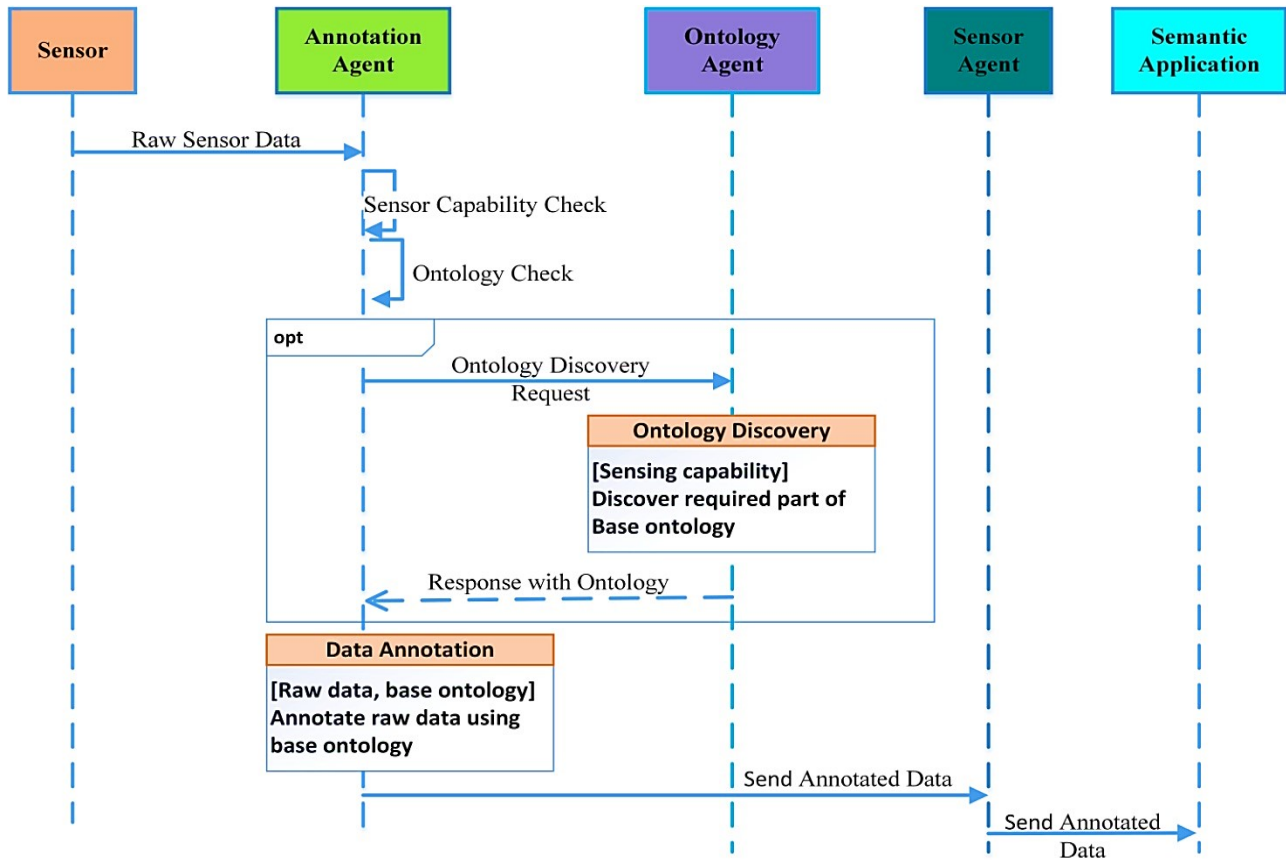 Sensor
Annotation
Agent
Ontology
Agent
Sensor
Agent
Semantic
Application
Raw Sensor Data
Sensor Capability Check
Ontology Check
opt
Ontology Discovery
Request
Ontology Discovery
[Sensing capability]
Discover required part of
Base ontology
Response with Ontology
Data Annotation
[Raw data, base ontology]
Annotate raw data using
base ontology
Send Annotated Data
Send Annotated
Data